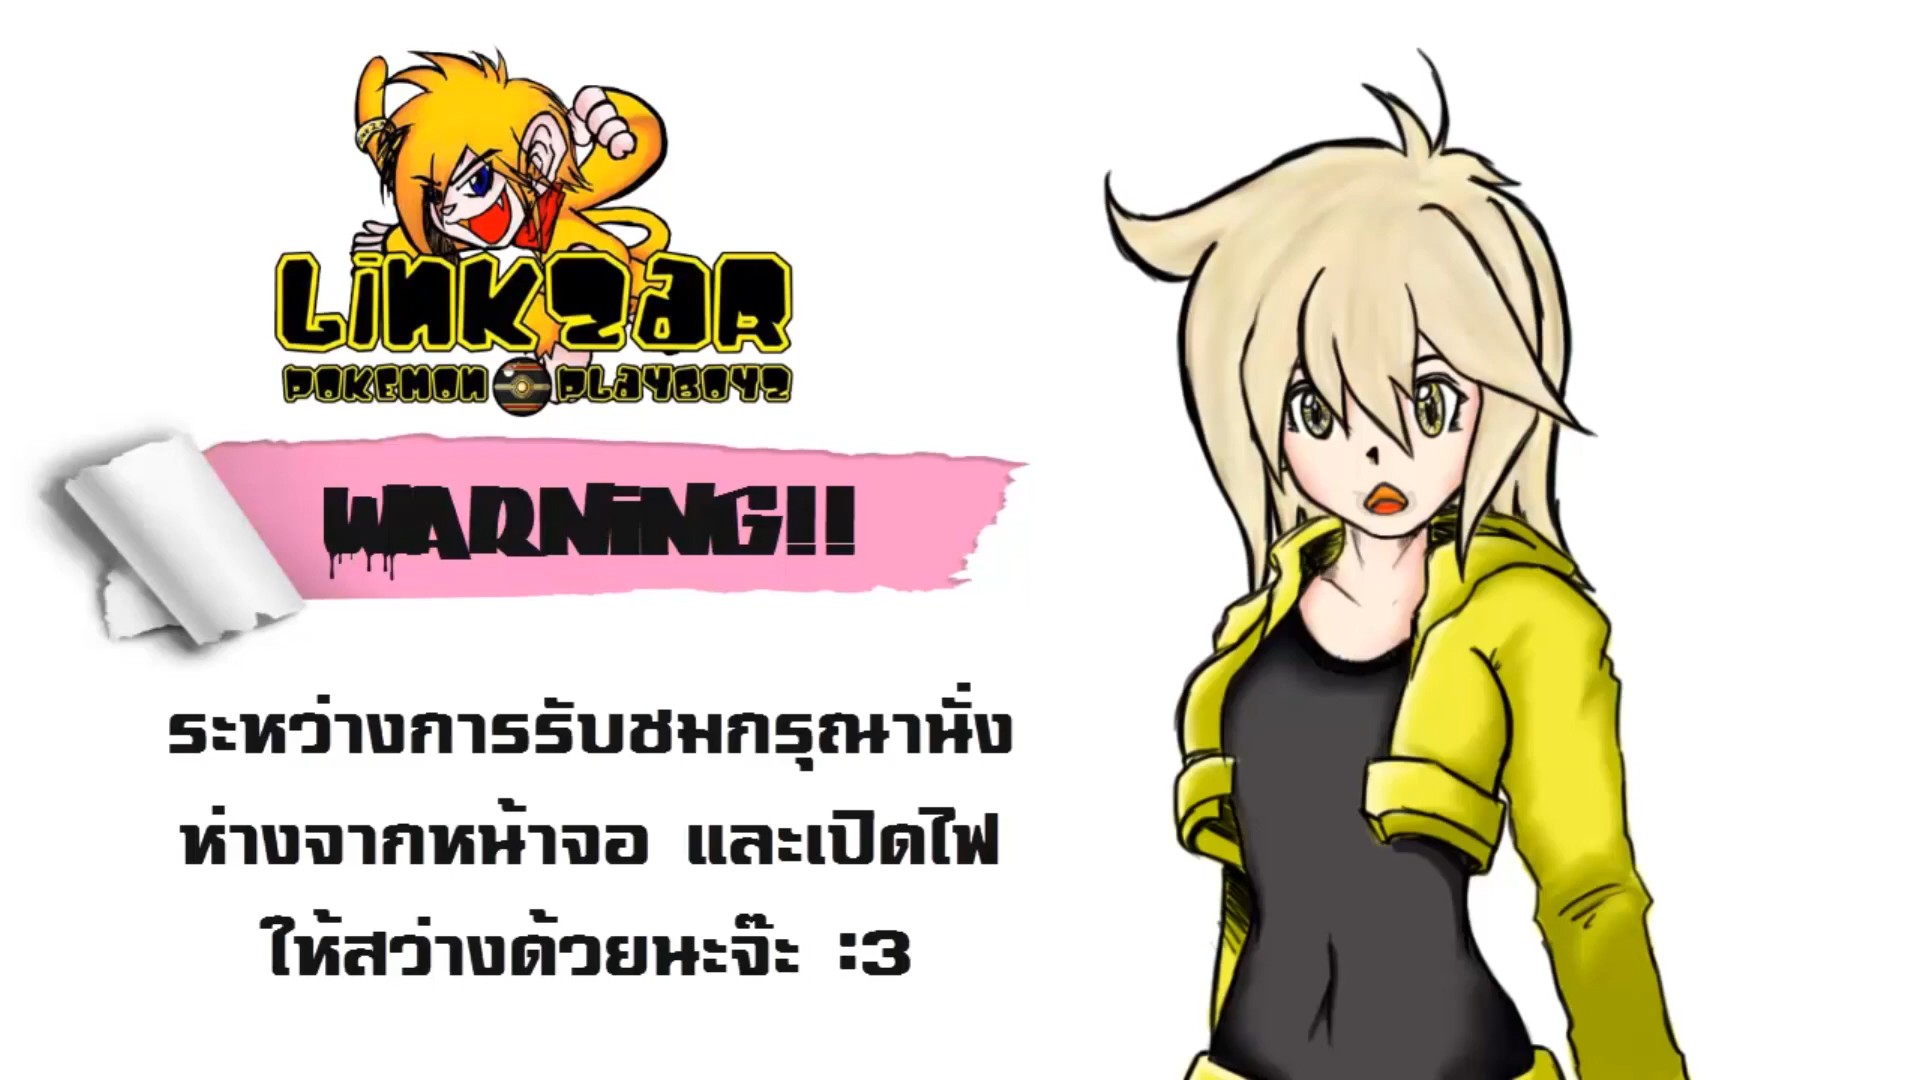 LiNKZaR
POKEMON PLaYBOYZ
WARNiNG!!
ระหว่างการรับชมกรุณานั่ง
ห่างจากหน้าจอ และเปิดไฟ
ให้สว่างด้วยนะจ๊ะ :3